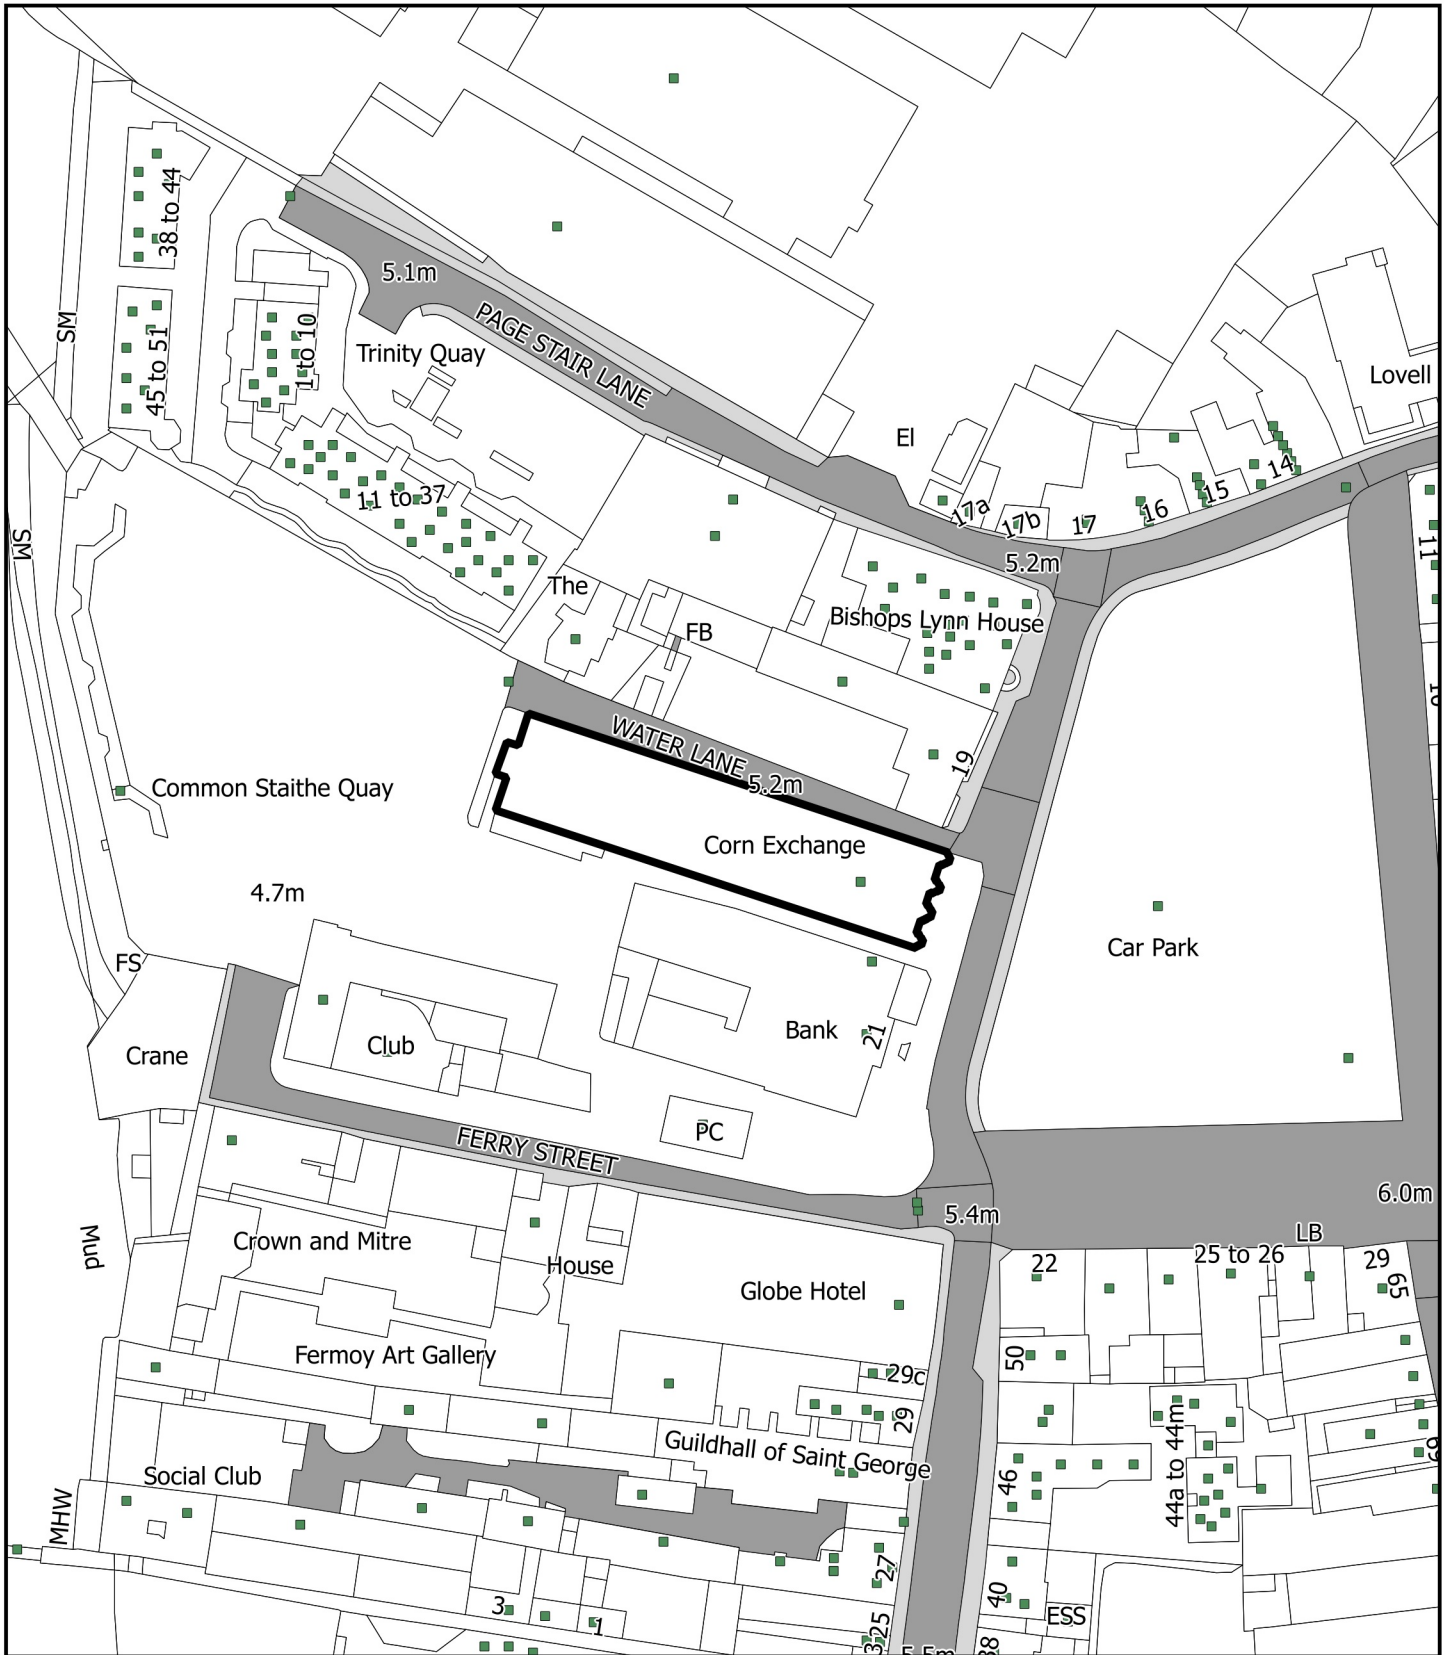 38 to 44
5.1m
SM
45 to 51
1 to 10
Trinity Quay
PAGE STAIR LANE
Lovell
El
11 to 37
17a
17b
17
16
15
14
SM
5.2m
11
The
Bishops Lynn House
FB
WATER LANE
19
5.2m
Common Staithe Quay
Corn Exchange
4.7m
Car Park
FS
Bank
21
Club
Crane
PC
FERRY STREET
6.0m
5.4m
LB
Mud
Crown and Mitre
House
22
25 to 26
29
65
Globe Hotel
Fermoy Art Gallery
50
29c
29
Guildhall of Saint George
44a to 44m
Social Club
46
MHW
27
40
3
1
25
ESS
5.5m
38